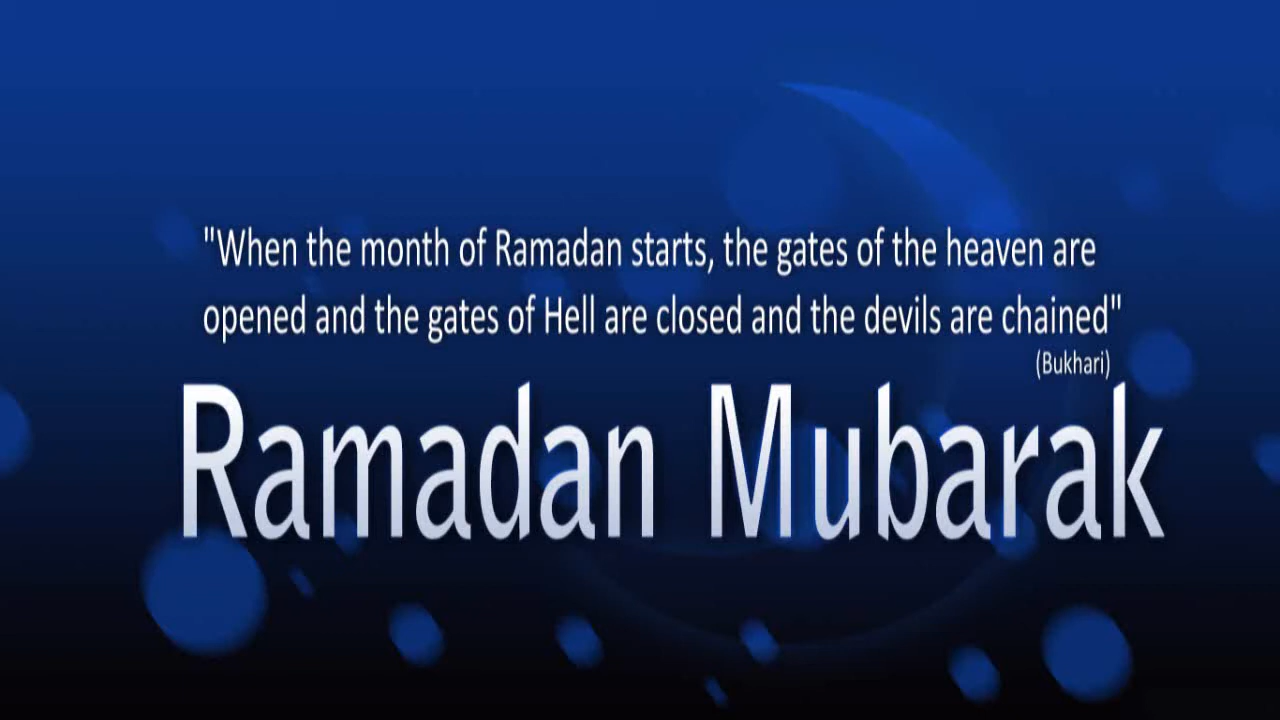 "When the month of Ramadan starts, the gates of the heaven are
opened and the gates of Hell are closed and the devils are chained"
(Bukhari)
Ramadan Mubarak